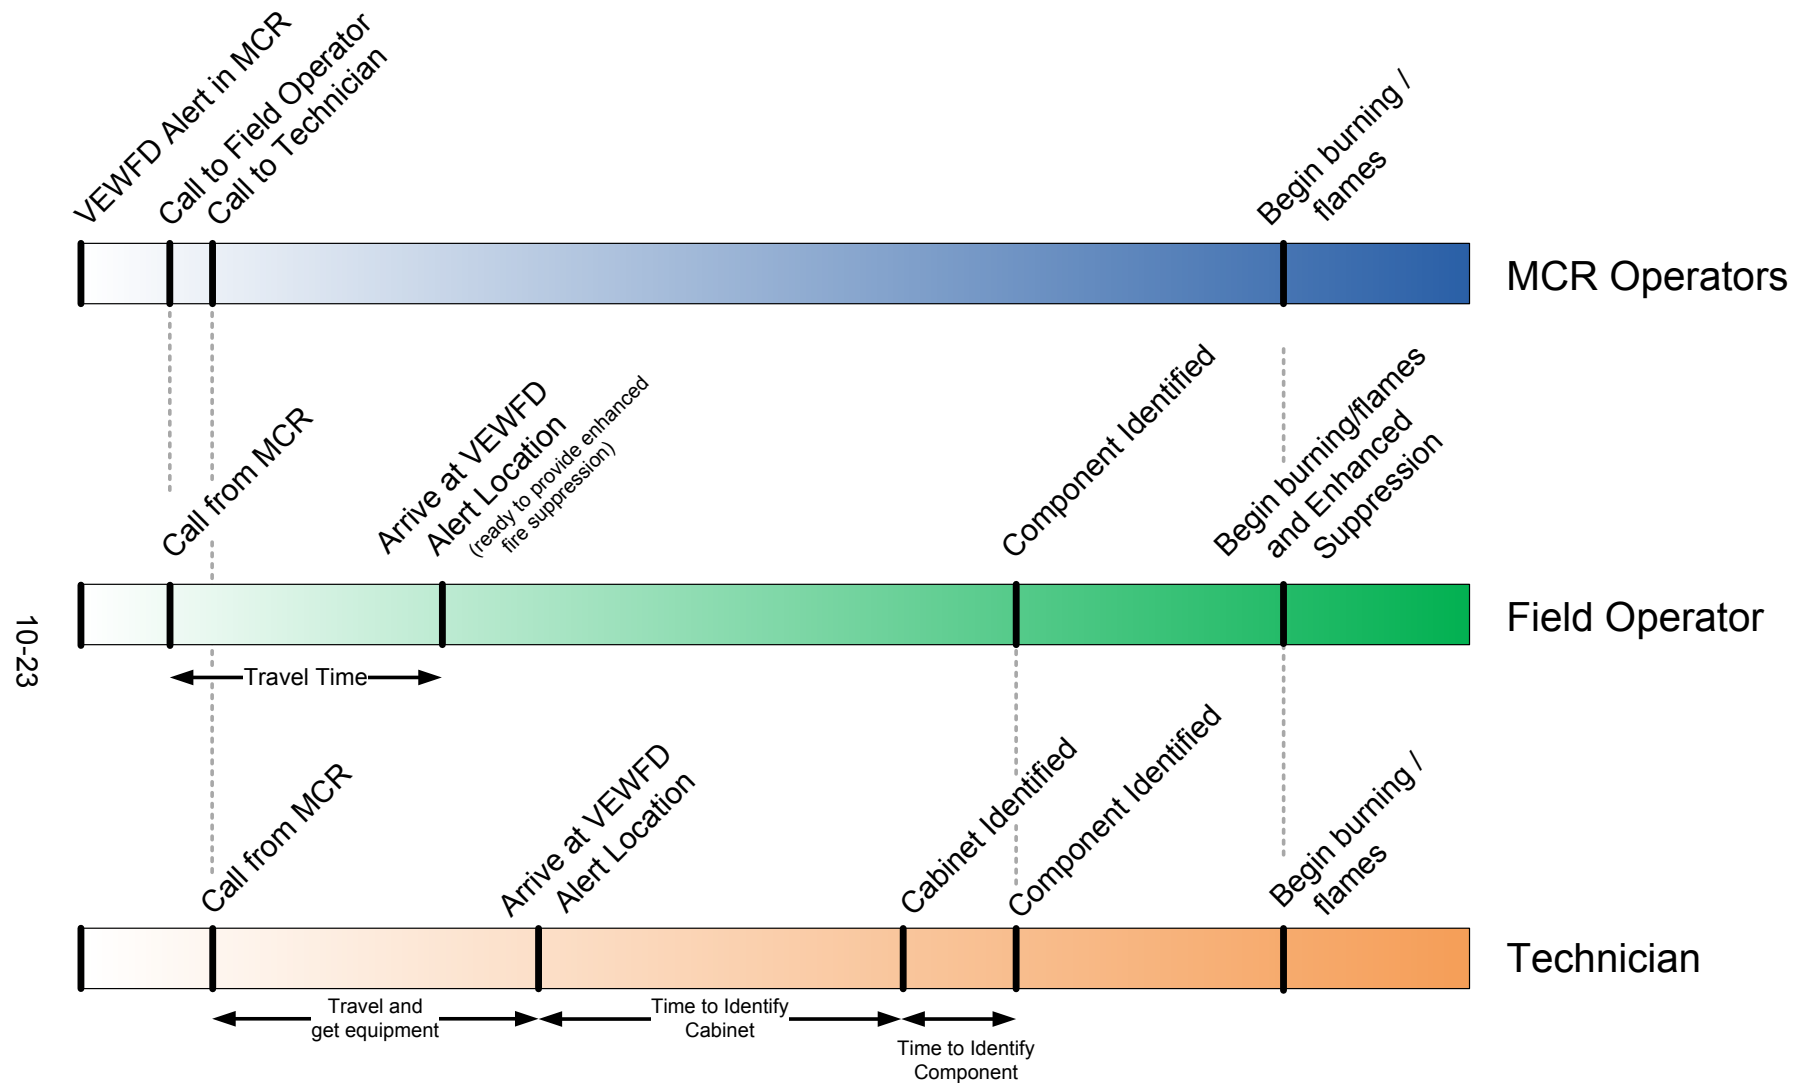 VEWFD Alert in MCR
Call to Field Operator
Call to Technician
Begin burning /
flames
MCR Operators
Call from MCR
Arrive at VEWFD
Alert Location
(ready to provide enhanced
fire suppression)
Component Identified
Begin burning/flames
and Enhanced
Suppression
Field Operator
Travel Time
10-23
Call from MCR
Arrive at VEWFD
Alert Location
Cabinet Identified
Component Identified
Begin burning /
flames
Technician
Travel and
get equipment
Time to Identify
Cabinet
Time to Identify
Component